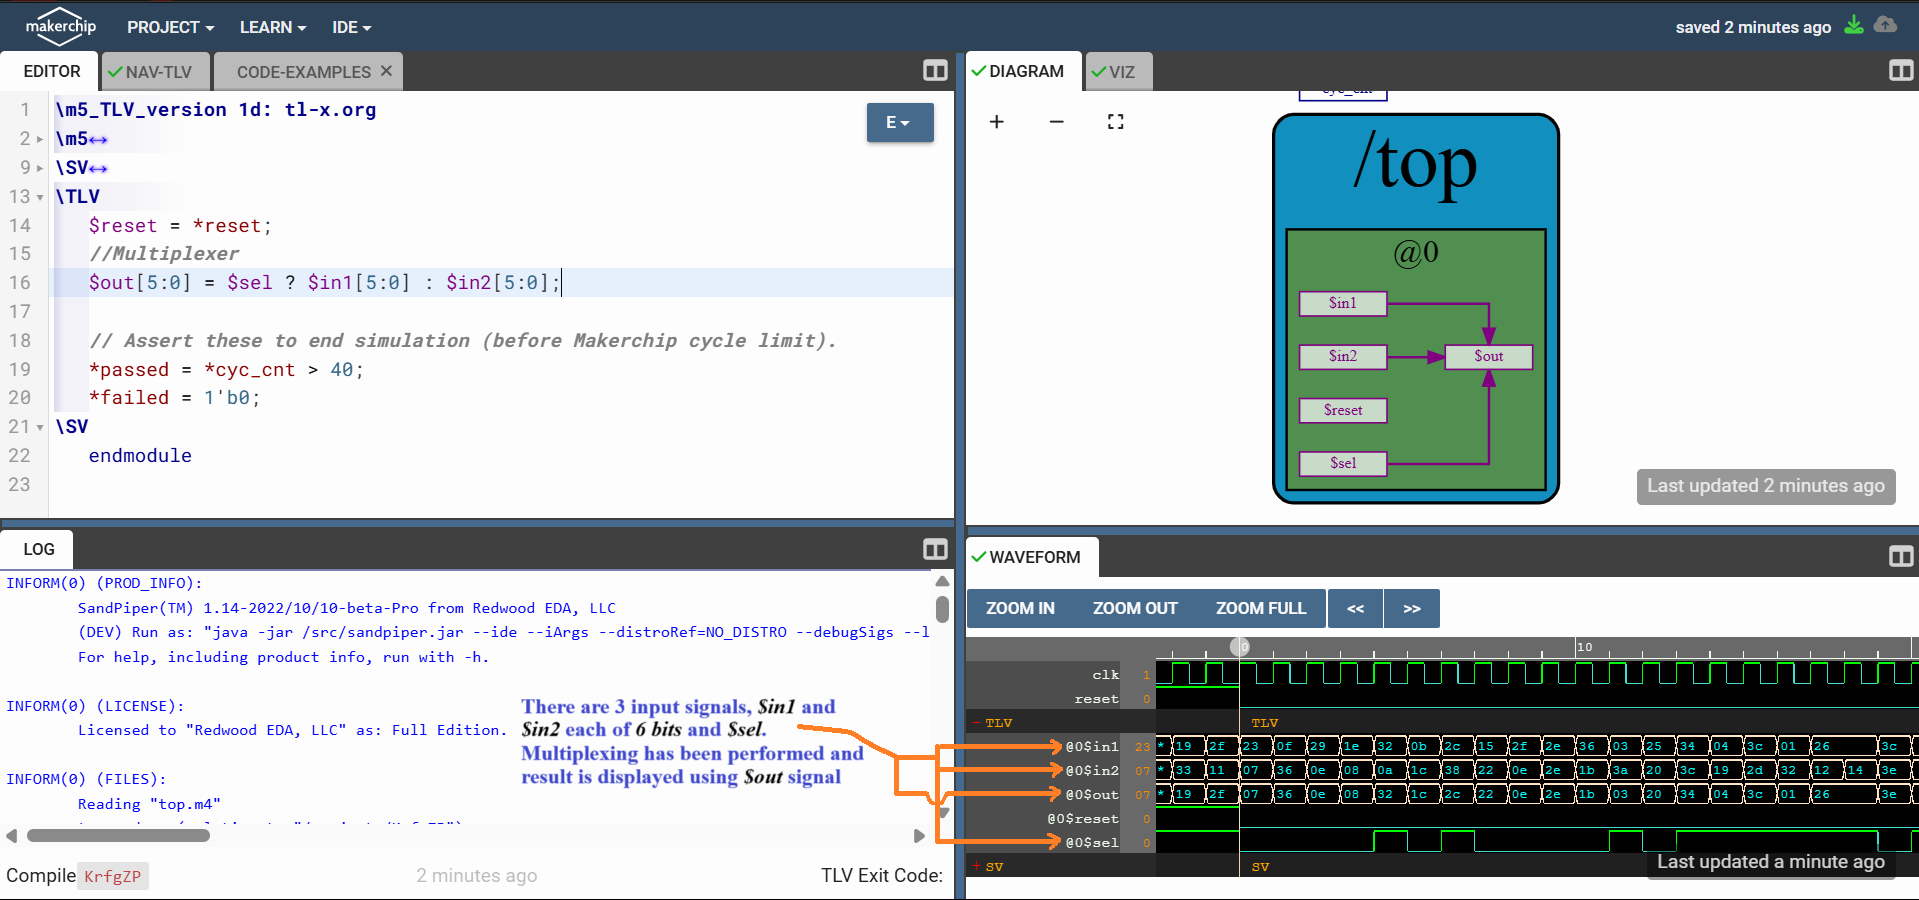 makerchip PROJECT LEARN IDE saved 2 minutes ago
EDITOR NAV-TLV CODE-EXAMPLES ×
1 \m5_TLV_version 1d: tl-x.org
2 \m5↔
9 \SV↔
13 \TLV
14 $reset = *reset;
15 //Multiplexer
16 $out[5:0] = $sel ? $in1[5:0] : $in2[5:0];
17
18 // Assert these to end simulation (before Makerchip cycle limit).
19 *passed = *cyc_cnt > 40;
20 *failed = 1'b0;
21 \SV
22 endmodule
23
E
DIAGRAM VIZ
cyc_cnt
/top
@0
$in1
$in2
$out
$reset
$sel
Last updated 2 minutes ago
LOG
INFORM(0) (PROD_INFO):
SandPiper(TM) 1.14-2022/10/10-beta-Pro from Redwood EDA, LLC
(DEV) Run as: "java -jar /src/sandpiper.jar --ide --iArgs --distroRef=NO_DISTRO --debugSigs --l
For help, including product info, run with -h.
INFORM(0) (LICENSE):
Licensed to "Redwood EDA, LLC" as: Full Edition.
INFORM(0) (FILES):
Reading "top.m4"
There are 3 input signals, $in1 and
$in2 each of 6 bits and $sel.
Multiplexing has been performed and
result is displayed using $out signal
Compile KrfgZP 2 minutes ago TLV Exit Code:
WAVEFORM
ZOOM IN ZOOM OUT ZOOM FULL << >>
0 10
clk 1
reset 0
- TLV TLV
@0$in1 23 * 19 2f 23 0f 29 1e 32 0b 2c 15 2f 2e 36 03 25 34 04 3c 01 26 3c
@0$in2 07 * 33 11 07 36 0e 08 0a 1c 38 22 0e 2e 1b 3a 20 3c 19 2d 32 12 14 3e
@0$out 07 * 19 2f 07 36 0e 08 32 1c 2c 22 0e 2e 1b 03 20 34 04 3c 01 26 3e
@0$reset 0
@0$sel 0
+ SV SV
Last updated a minute ago